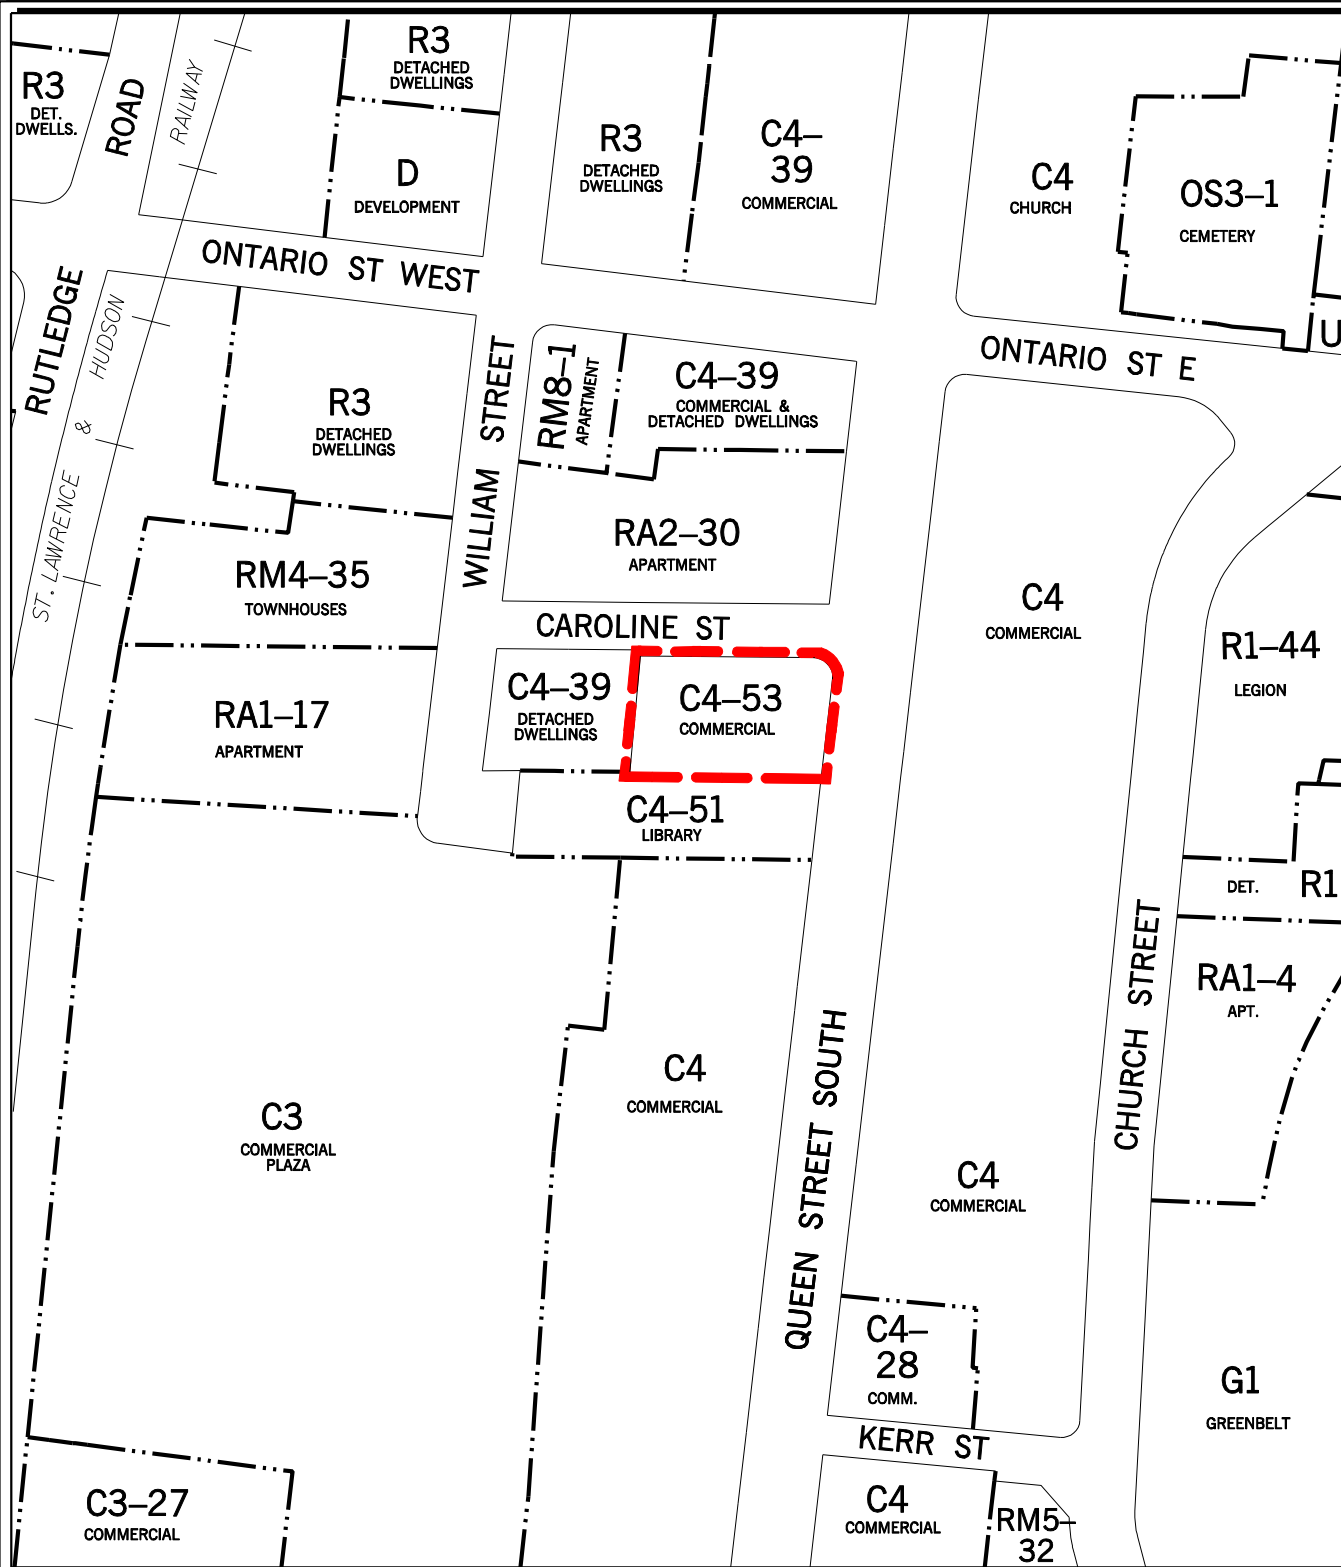 R3
DETACHED
DWELLINGS
R3
DET.
DWELLS.
ROAD
RAILWAY
D
DEVELOPMENT
R3
DETACHED
DWELLINGS
C4–
39
COMMERCIAL
C4
CHURCH
OS3–1
CEMETERY
ONTARIO ST WEST
RUTLEDGE
HUDSON
&
ST. LAWRENCE
R3
DETACHED
DWELLINGS
WILLIAM STREET
RM8–1
APARTMENT
C4–39
COMMERCIAL &
DETACHED DWELLINGS
ONTARIO ST E
U
RA2–30
APARTMENT
RM4–35
TOWNHOUSES
C4
COMMERCIAL
CAROLINE ST
R1–44
LEGION
C4–39
DETACHED
DWELLINGS
C4–53
COMMERCIAL
RA1–17
APARTMENT
C4–51
LIBRARY
DET.
R1
CHURCH STREET
RA1–4
APT.
QUEEN STREET SOUTH
C4
COMMERCIAL
C3
COMMERCIAL
PLAZA
C4
COMMERCIAL
C4–
28
COMM.
G1
GREENBELT
KERR ST
C3–27
COMMERCIAL
C4
COMMERCIAL
RM5–
32